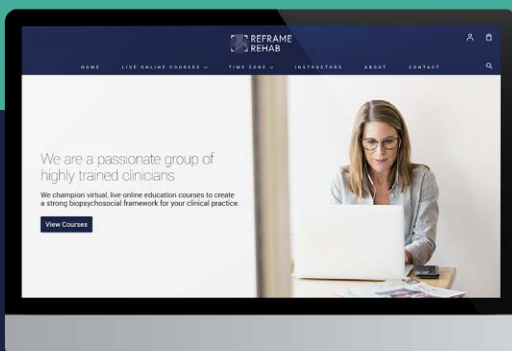 REFRAME
REHAB
HOME LIVE ONLINE COURSES TIME ZONE INSTRUCTORS ABOUT CONTACT
We are a passionate group of
highly trained clinicians
We champion virtual, live online education courses to create
a strong biopsychosocial framework for your clinical practice.
View Courses